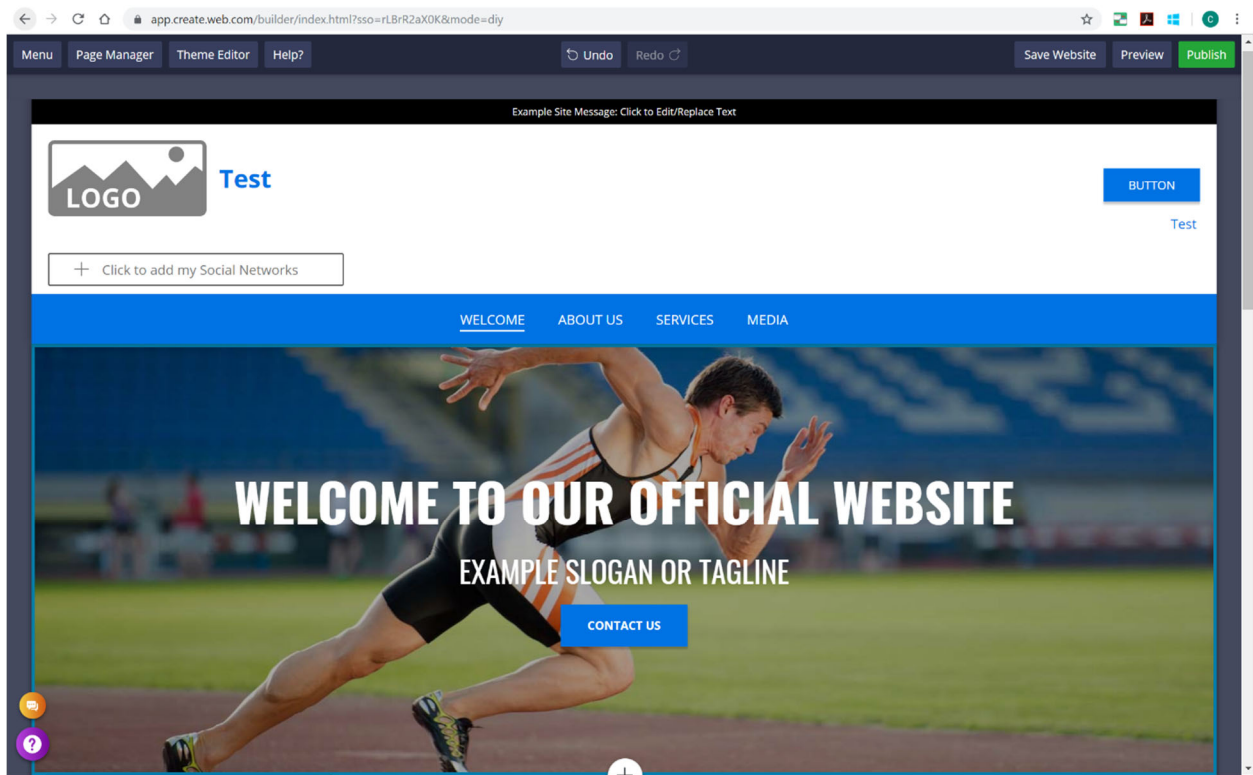 app.create.web.com/builder/index.html?sso=rLBrR2aX0K&mode=diy
C
Menu Page Manager Theme Editor Help? Undo Redo Save Website Preview Publish
Example Site Message: Click to Edit/Replace Text
LOGO
Test
BUTTON
Test
Click to add my Social Networks
WELCOME ABOUT US SERVICES MEDIA
WELCOME TO OUR OFFICIAL WEBSITE
EXAMPLE SLOGAN OR TAGLINE
CONTACT US
?